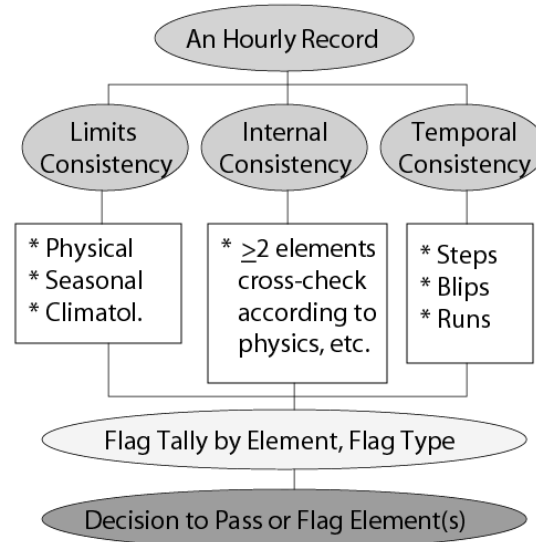 An Hourly Record
Limits
Consistency
Internal
Consistency
Temporal
Consistency
* Physical
* Seasonal
* Climatol.
* ≥2 elements
cross-check
according to
physics, etc.
* Steps
* Blips
* Runs
Flag Tally by Element, Flag Type
Decision to Pass or Flag Element(s)